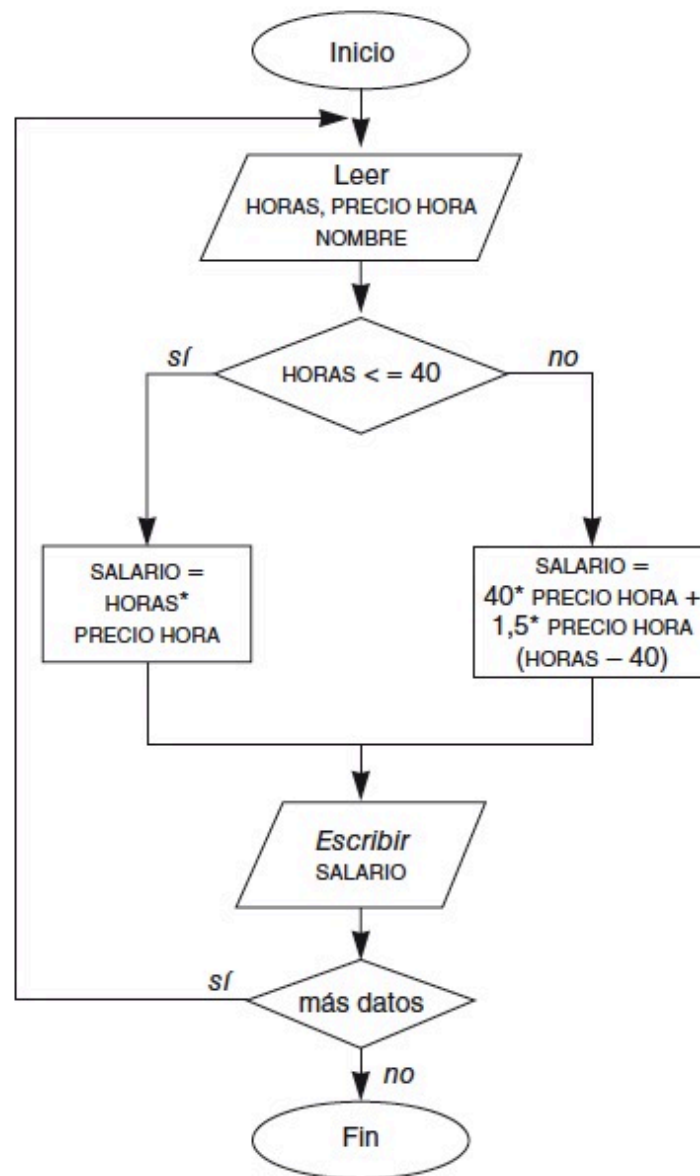 Inicio
Leer
HORAS, PRECIO HORA
NOMBRE
sí
HORAS < = 40
no
SALARIO =
HORAS*
PRECIO HORA
SALARIO =
40* PRECIO HORA +
1,5* PRECIO HORA
(HORAS – 40)
Escribir
SALARIO
sí
más datos
no
Fin